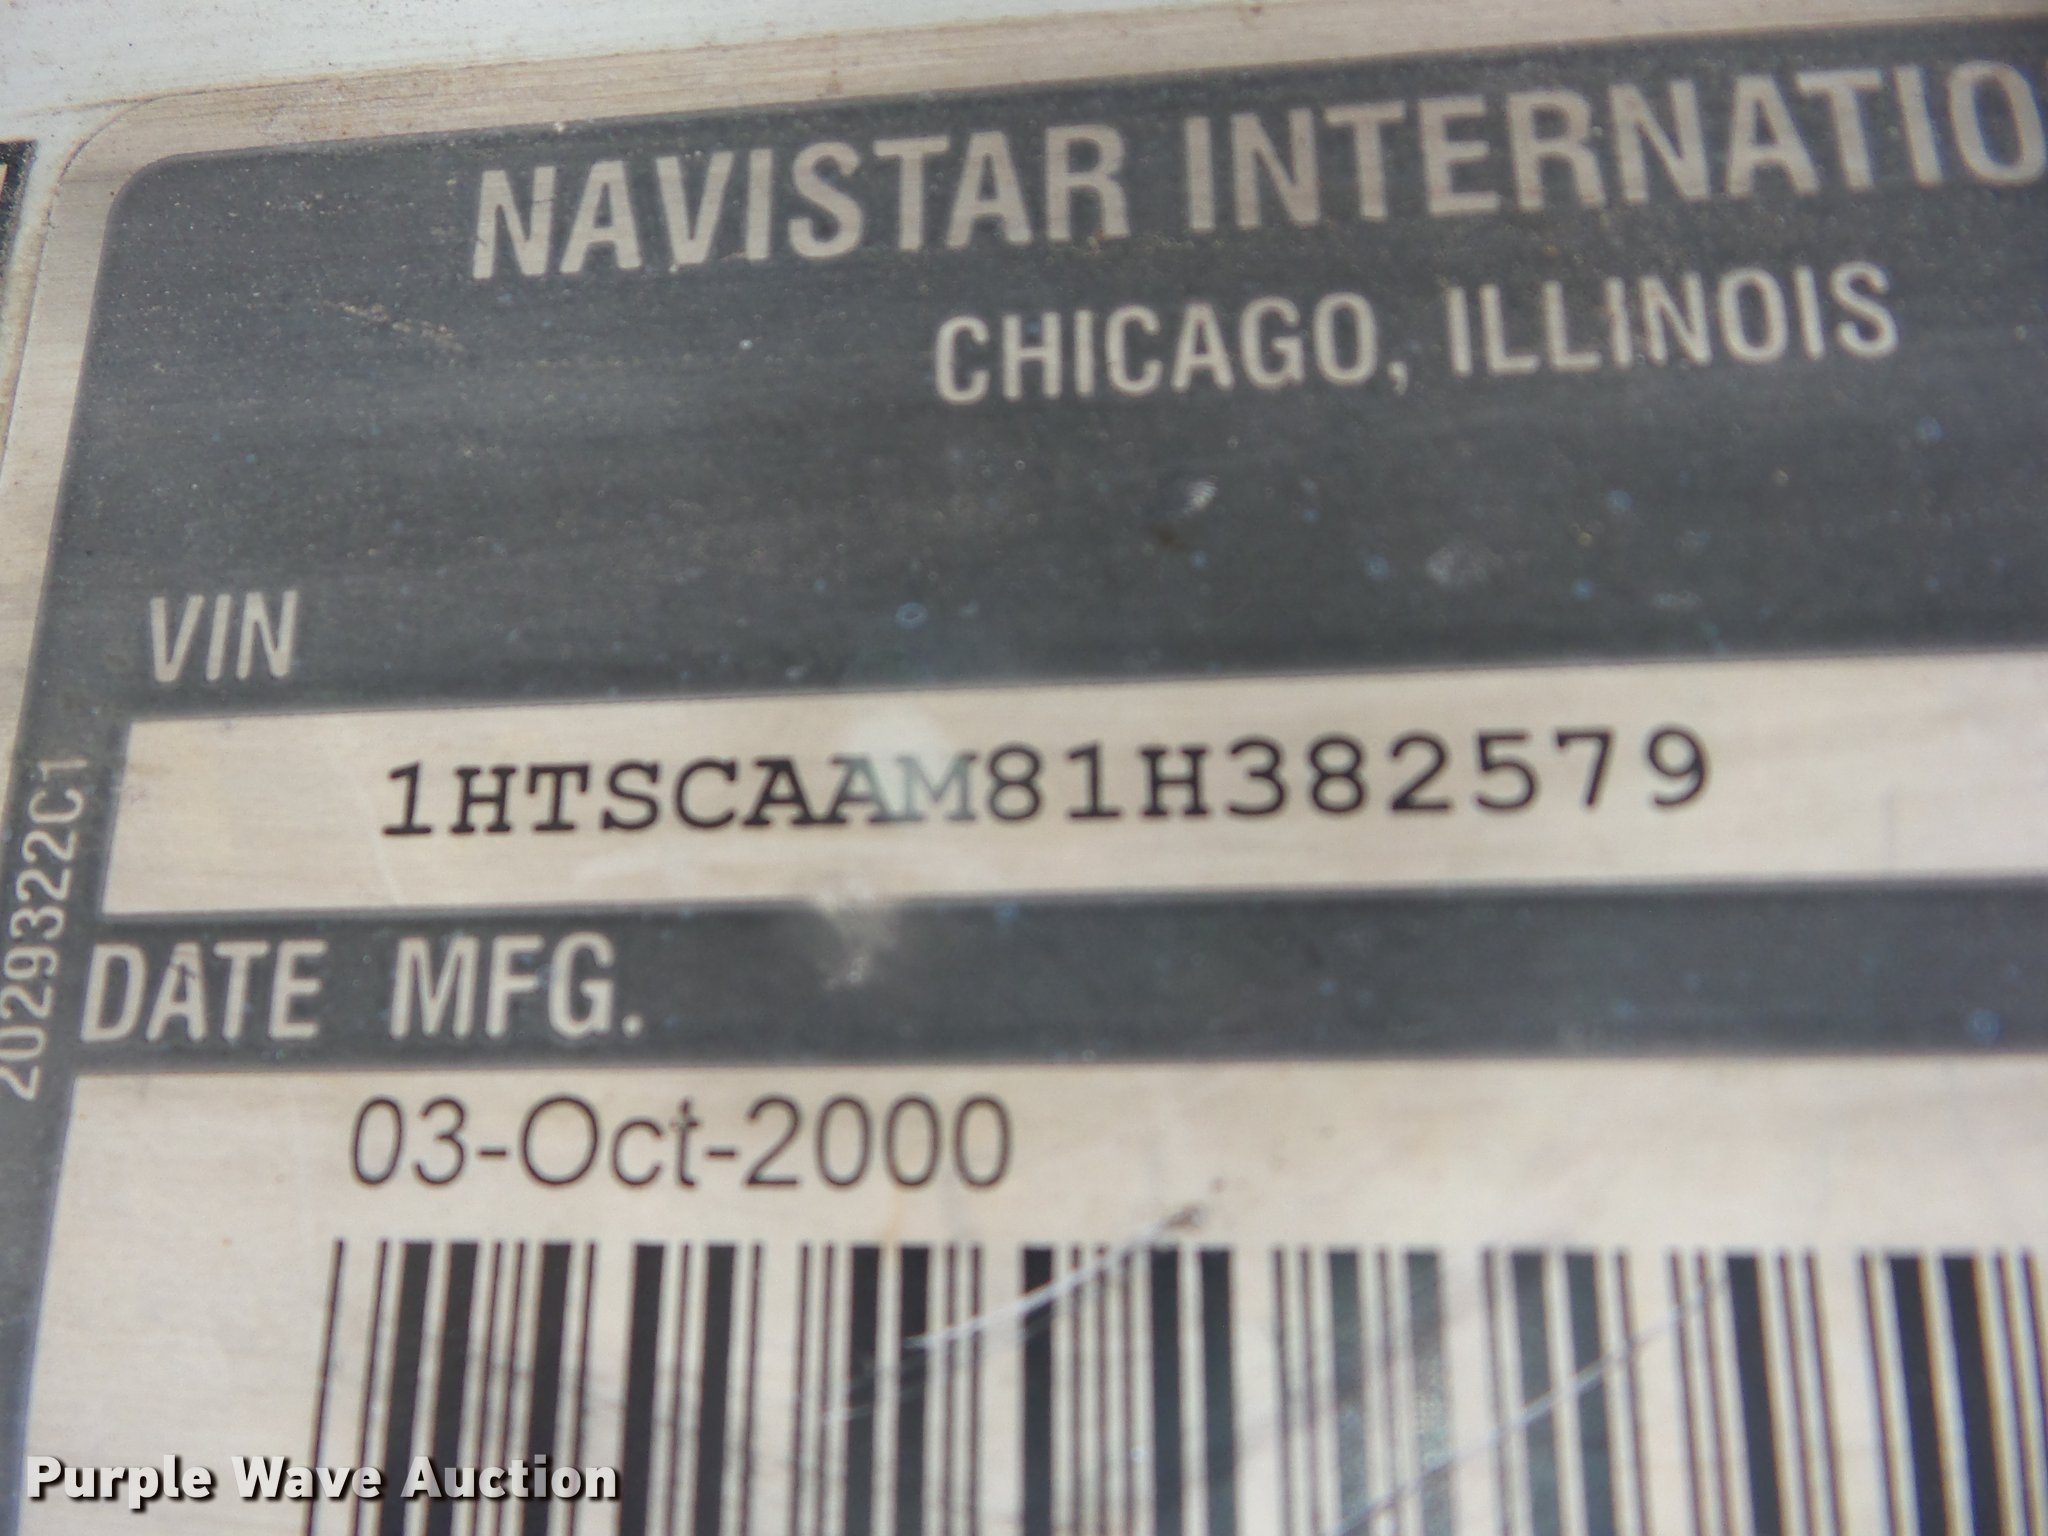 NAVISTAR INTERNATIO
CHICAGO, ILLINOIS
VIN
1HTSCAAM81H382579
2029322C1
DATE MFG.
03-Oct-2000
Purple Wave Auction